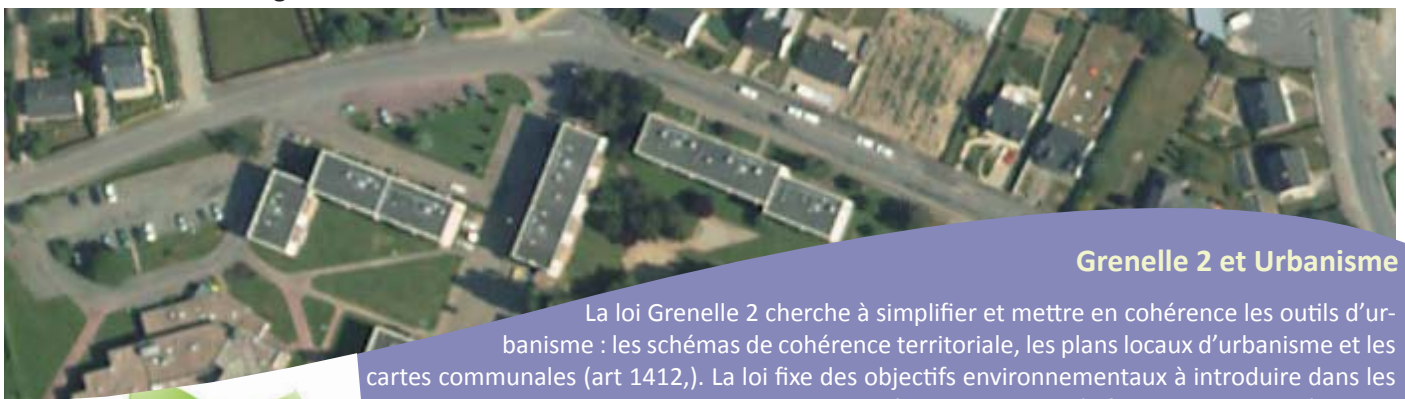 Grenelle 2 et Urbanisme
La loi Grenelle 2 cherche à simplifier et mettre en cohérence les outils d'ur-
banisme : les schémas de cohérence territoriale, les plans locaux d'urbanisme et les
cartes communales (art 1412,). La loi fixe des objectifs environnementaux à introduire dans les